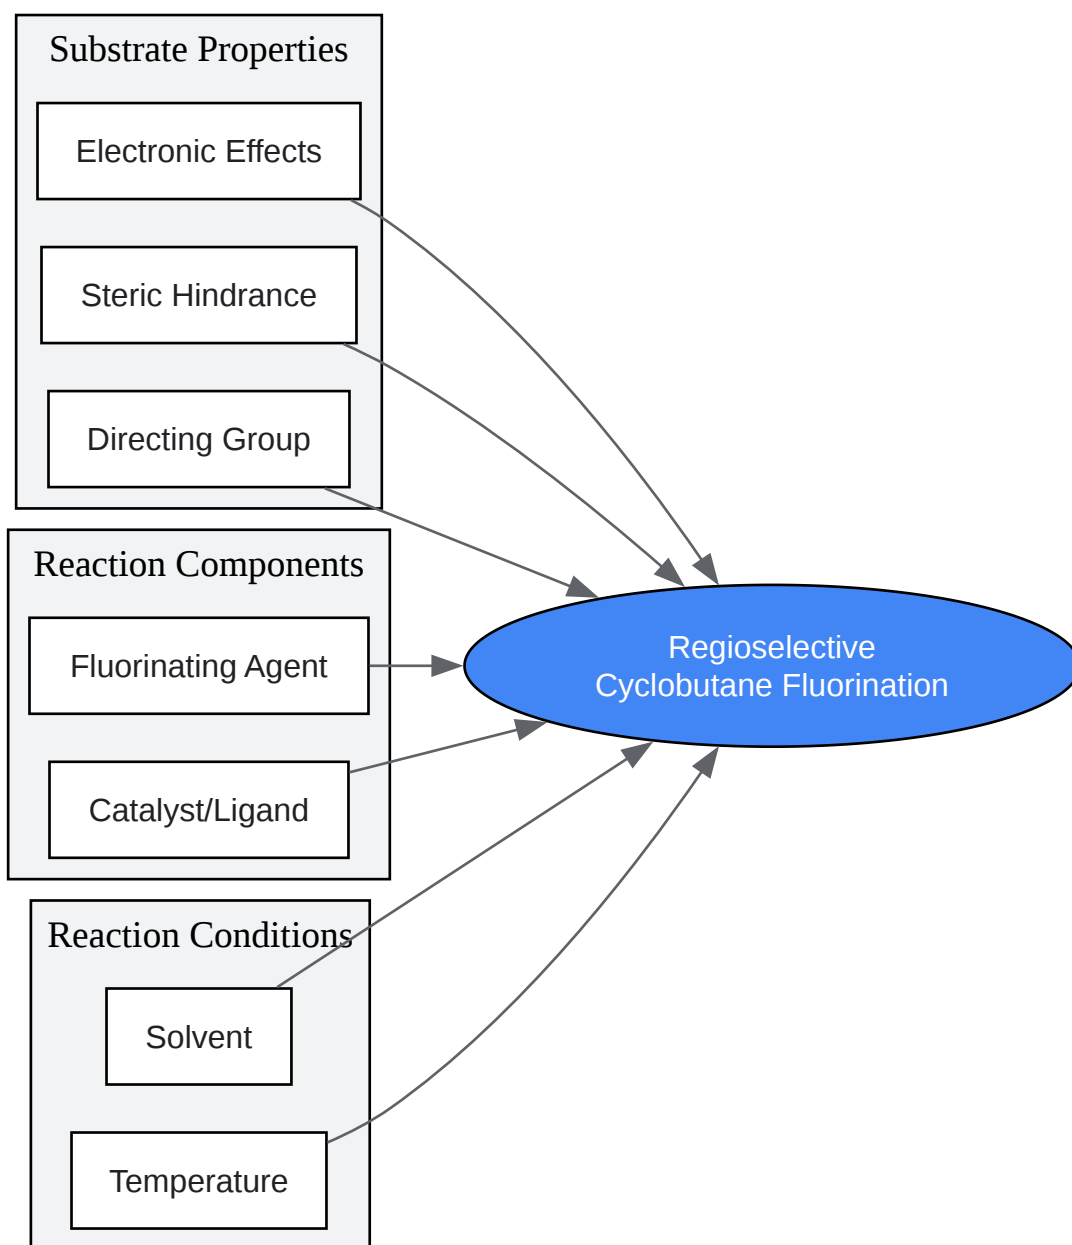 Substrate Properties
Electronic Effects
Steric Hindrance
Directing Group
Reaction Components
Fluorinating Agent
Catalyst/Ligand
Reaction Conditions
Solvent
Temperature
Regioselective
Cyclobutane Fluorination